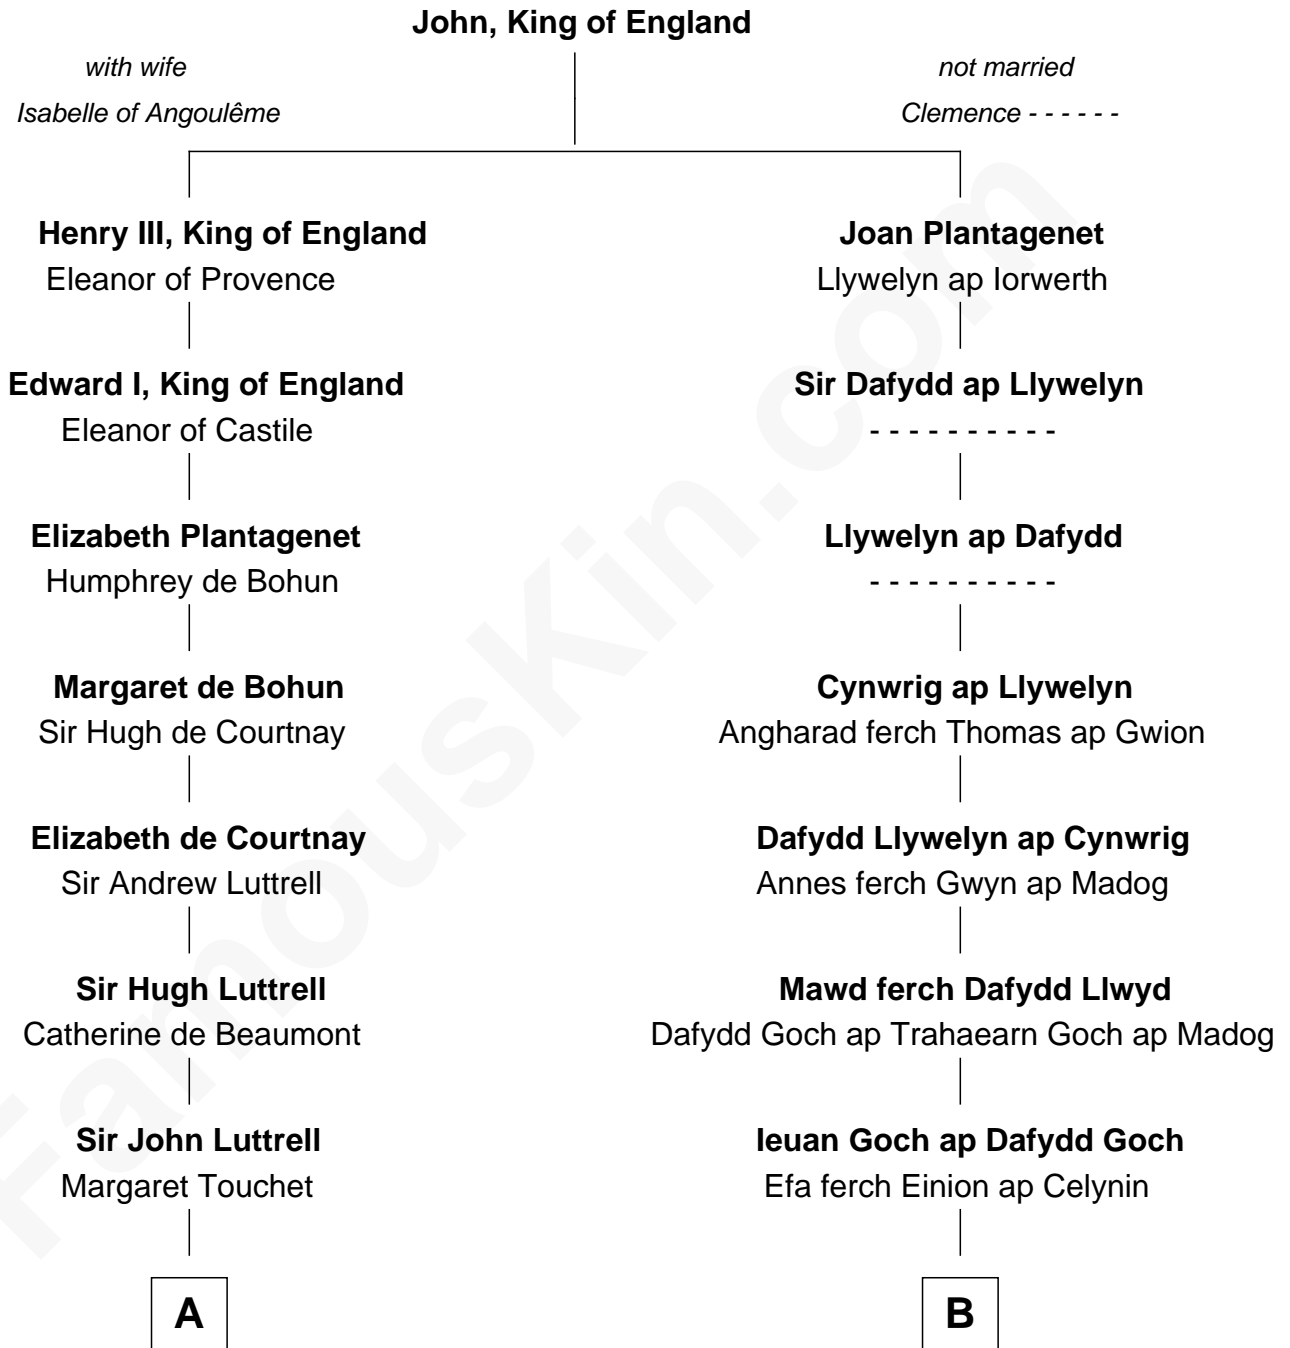 John, King of England
with wife
not married
Isabelle of Angoulême
Clemence - - - - - -
Henry III, King of England
Eleanor of Provence
Joan Plantagenet
Llywelyn ap Iorwerth
Edward I, King of England
Eleanor of Castile
Sir Dafydd ap Llywelyn
- - - - - - - - - -
Elizabeth Plantagenet
Humphrey de Bohun
Llywelyn ap Dafydd
- - - - - - - - - -
Margaret de Bohun
Sir Hugh de Courtnay
Cynwrig ap Llywelyn
Angharad ferch Thomas ap Gwion
Elizabeth de Courtnay
Sir Andrew Luttrell
Dafydd Llywelyn ap Cynwrig
Annes ferch Gwyn ap Madog
Sir Hugh Luttrell
Catherine de Beaumont
Mawd ferch Dafydd Llwyd
Dafydd Goch ap Trahaearn Goch ap Madog
Sir John Luttrell
Margaret Touchet
Ieuan Goch ap Dafydd Goch
Efa ferch Einion ap Celynin
A
B
FamousKin.com